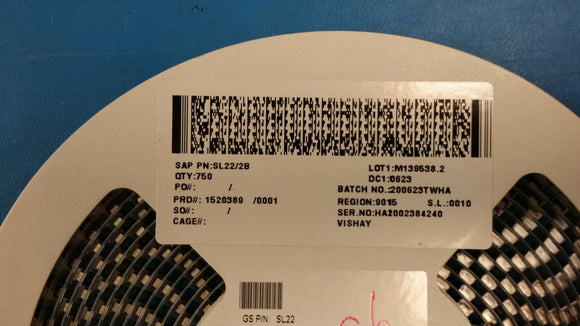 SAP PN:SL22/2B
QTY:750
PO#: /
PRD#: 1520389 /0001
SO#: /
CAGE#:
LOT1:M139538.2
DC1:0623
BATCH NO.:200623TWHA
REGION:9015 S.L.:0010
SER.NO:HA2002384240
VISHAY
GS P/N: SL22